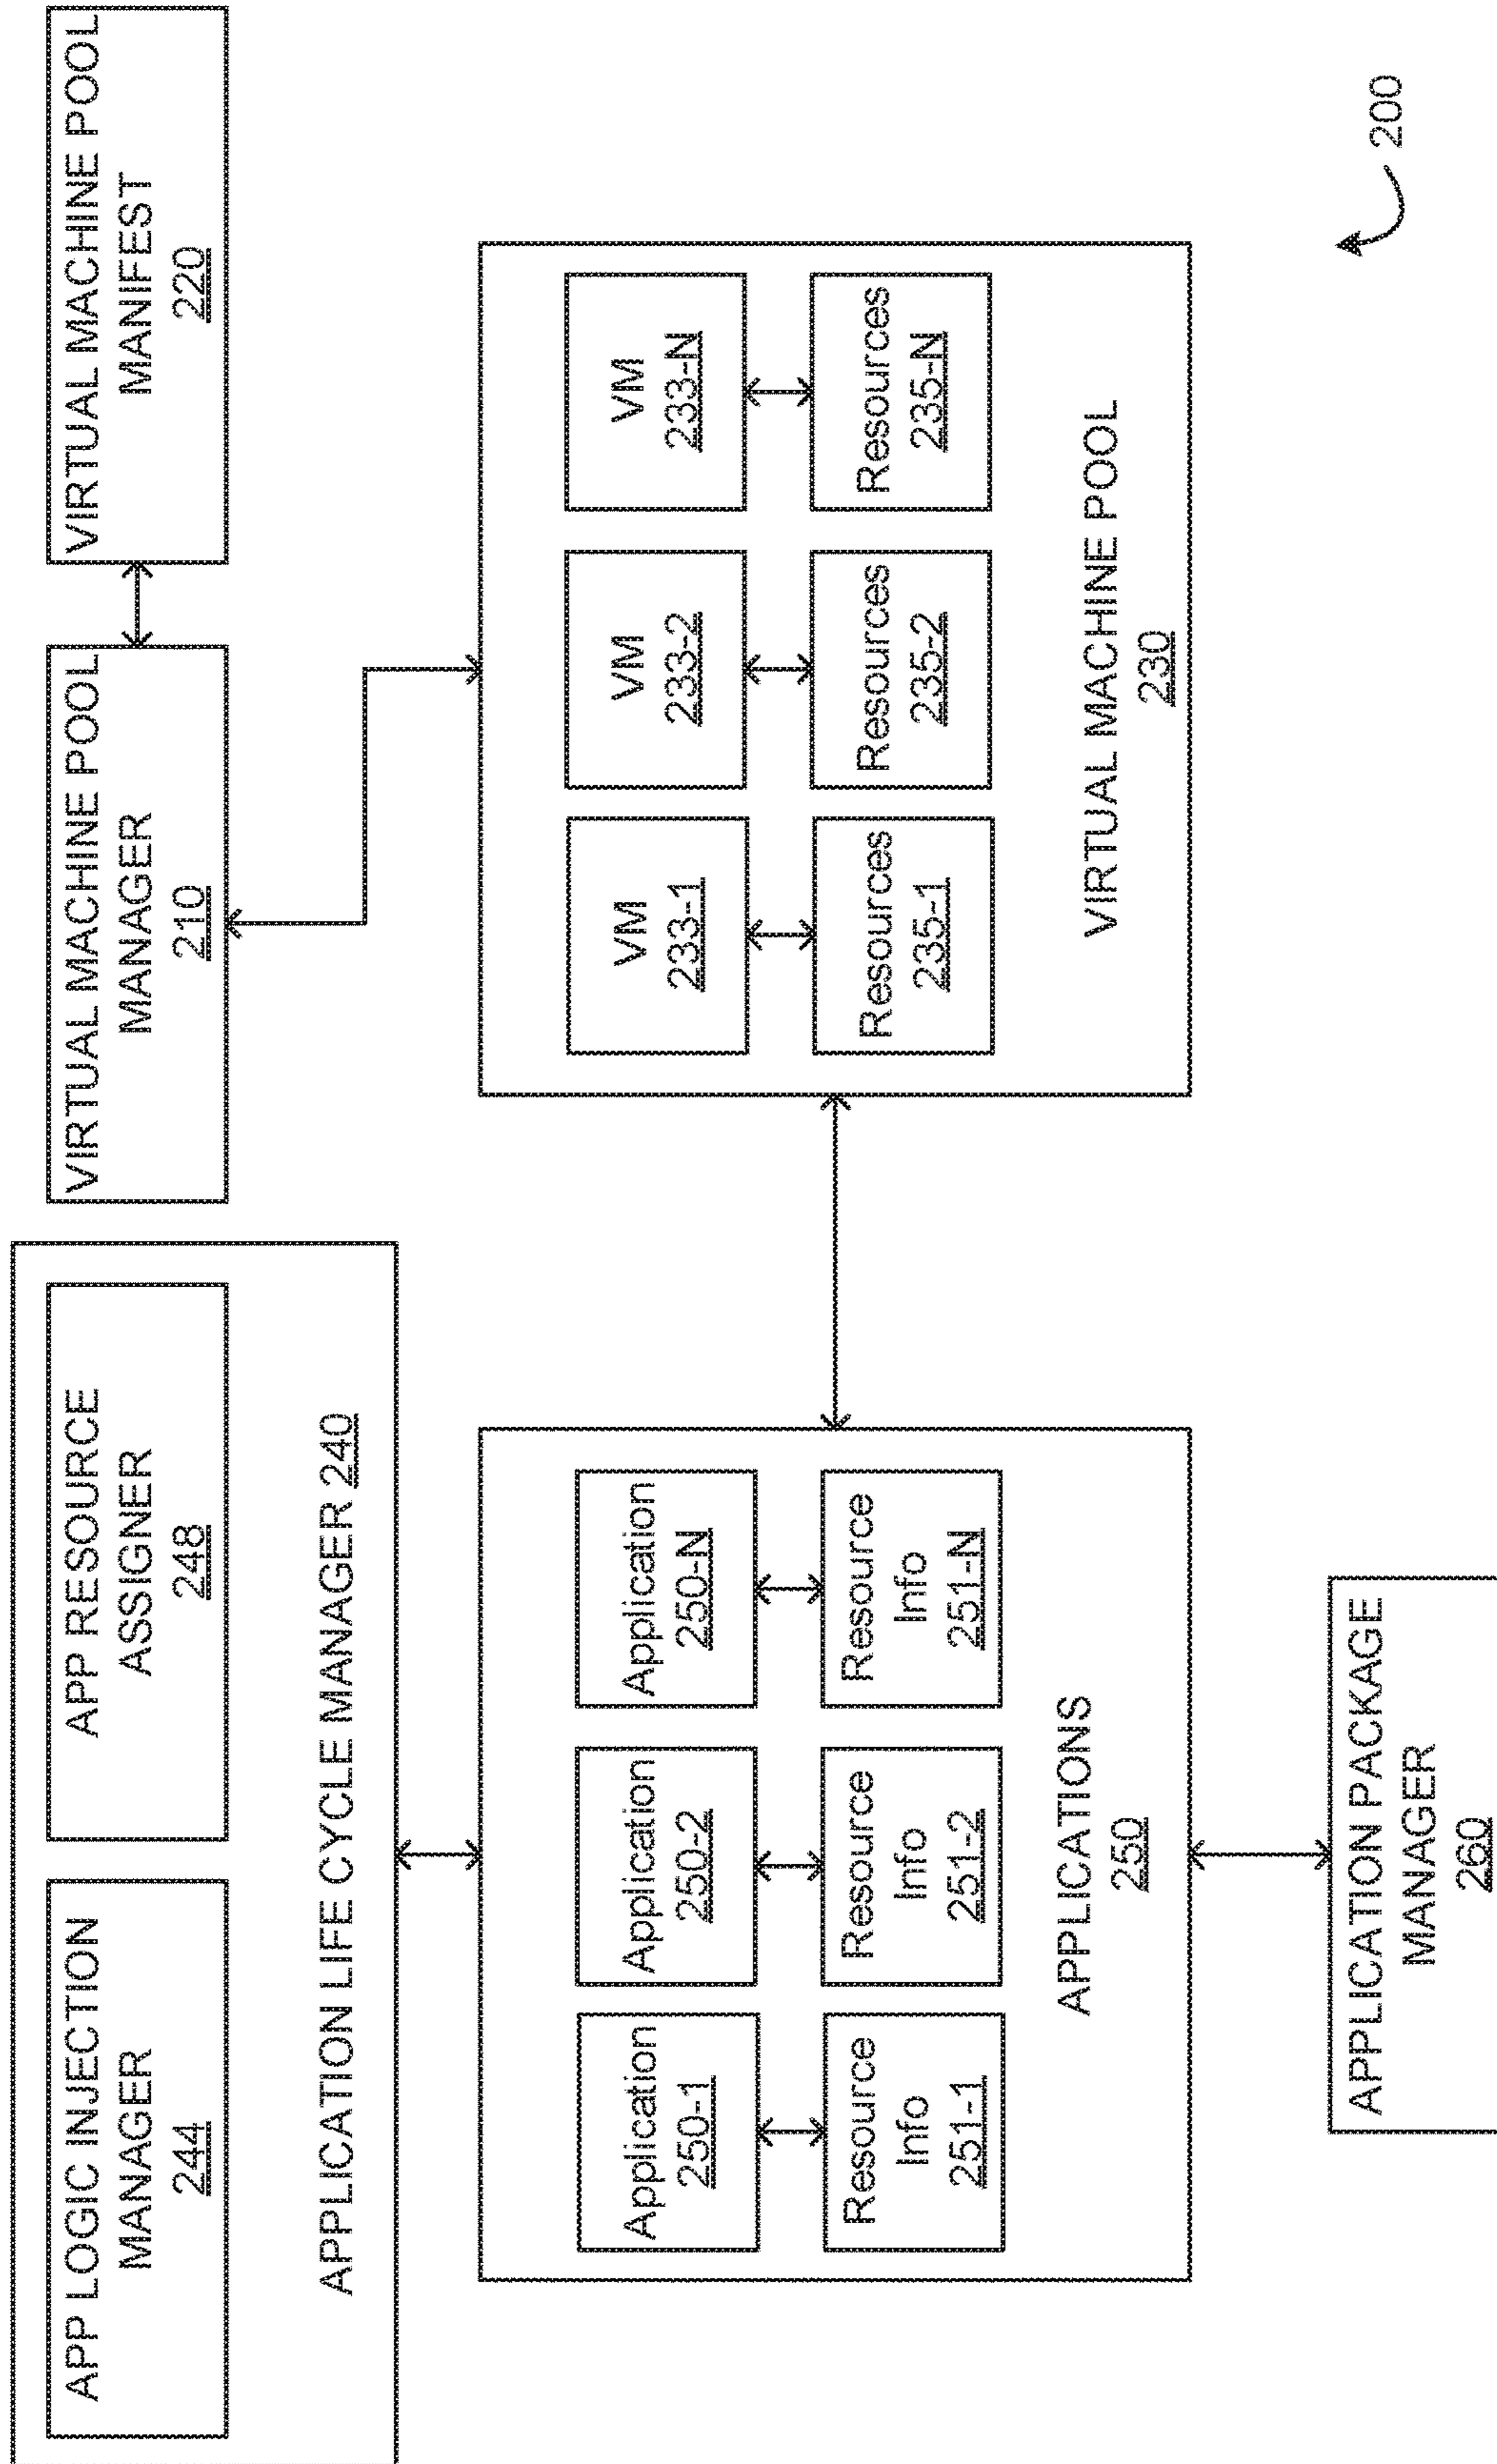 APP LOGIC INJECTION
MANAGER
244
APP RESOURCE
ASSIGNER
248
APPLICATION LIFE CYCLE MANAGER 240
VIRTUAL MACHINE POOL
MANAGER
210
VIRTUAL MACHINE POOL
MANIFEST
220
Application
250-1
Application
250-2
Application
250-N
Resource
Info
251-1
Resource
Info
251-2
Resource
Info
251-N
APPLICATIONS
250
VM
233-1
VM
233-2
VM
233-N
Resources
235-1
Resources
235-2
Resources
235-N
VIRTUAL MACHINE POOL
230
APPLICATION PACKAGE
MANAGER
260
200